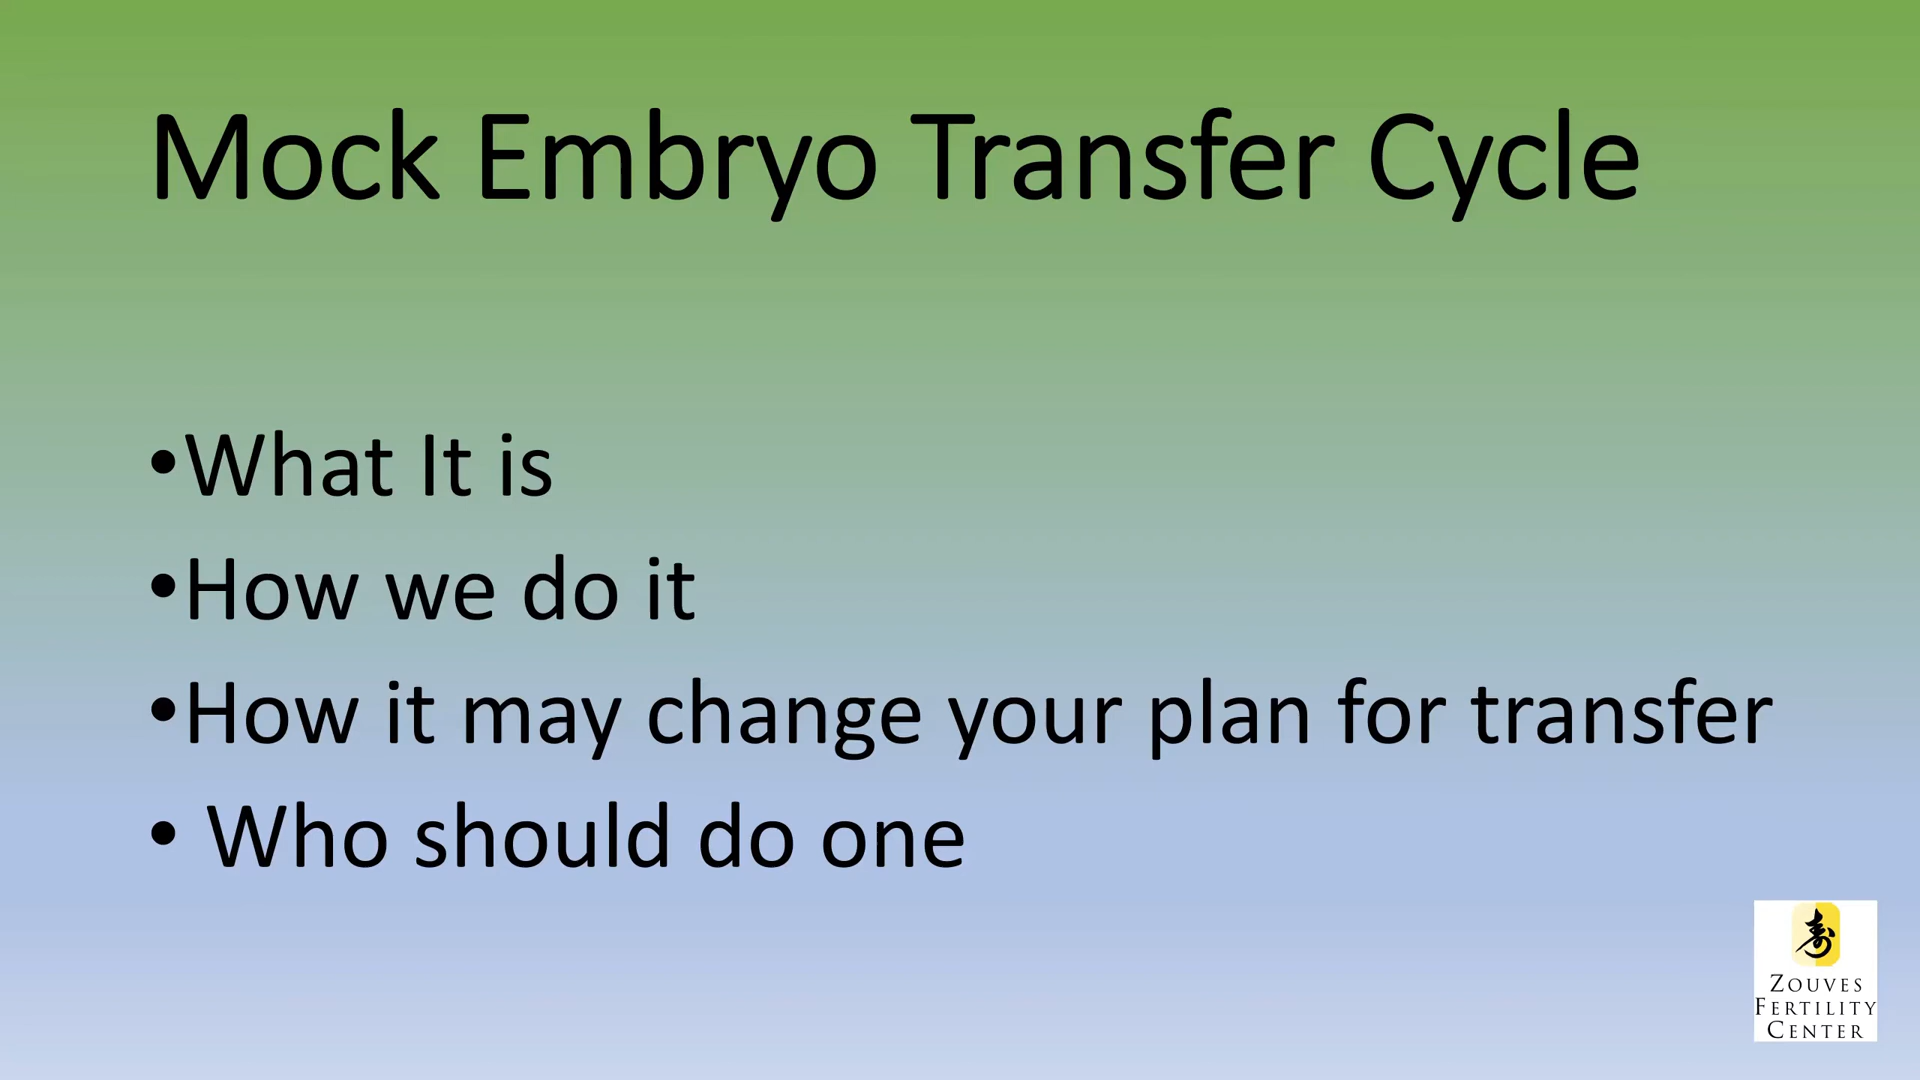 Mock Embryo Transfer Cycle
•What It is
•How we do it
•How it may change your plan for transfer
• Who should do one
寿
ZOUVES
FERTILITY
CENTER